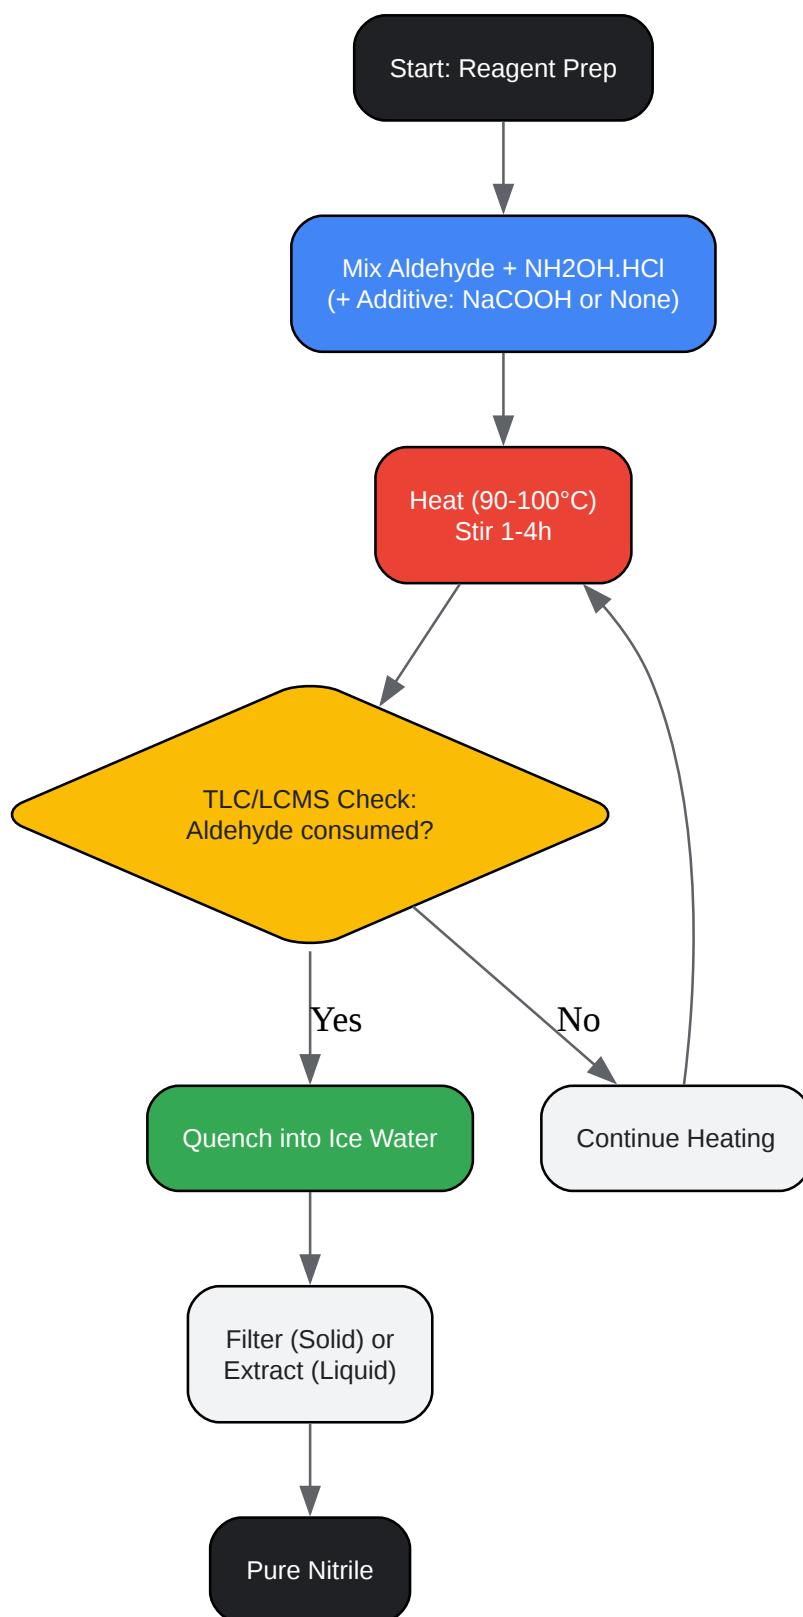 Start: Reagent Prep
Mix Aldehyde + NH2OH.HCl
(+ Additive: NaCOOH or None)
Heat (90-100°C)
Stir 1-4h
TLC/LCMS Check:
Aldehyde consumed?
Yes
No
Quench into Ice Water
Continue Heating
Filter (Solid) or
Extract (Liquid)
Pure Nitrile